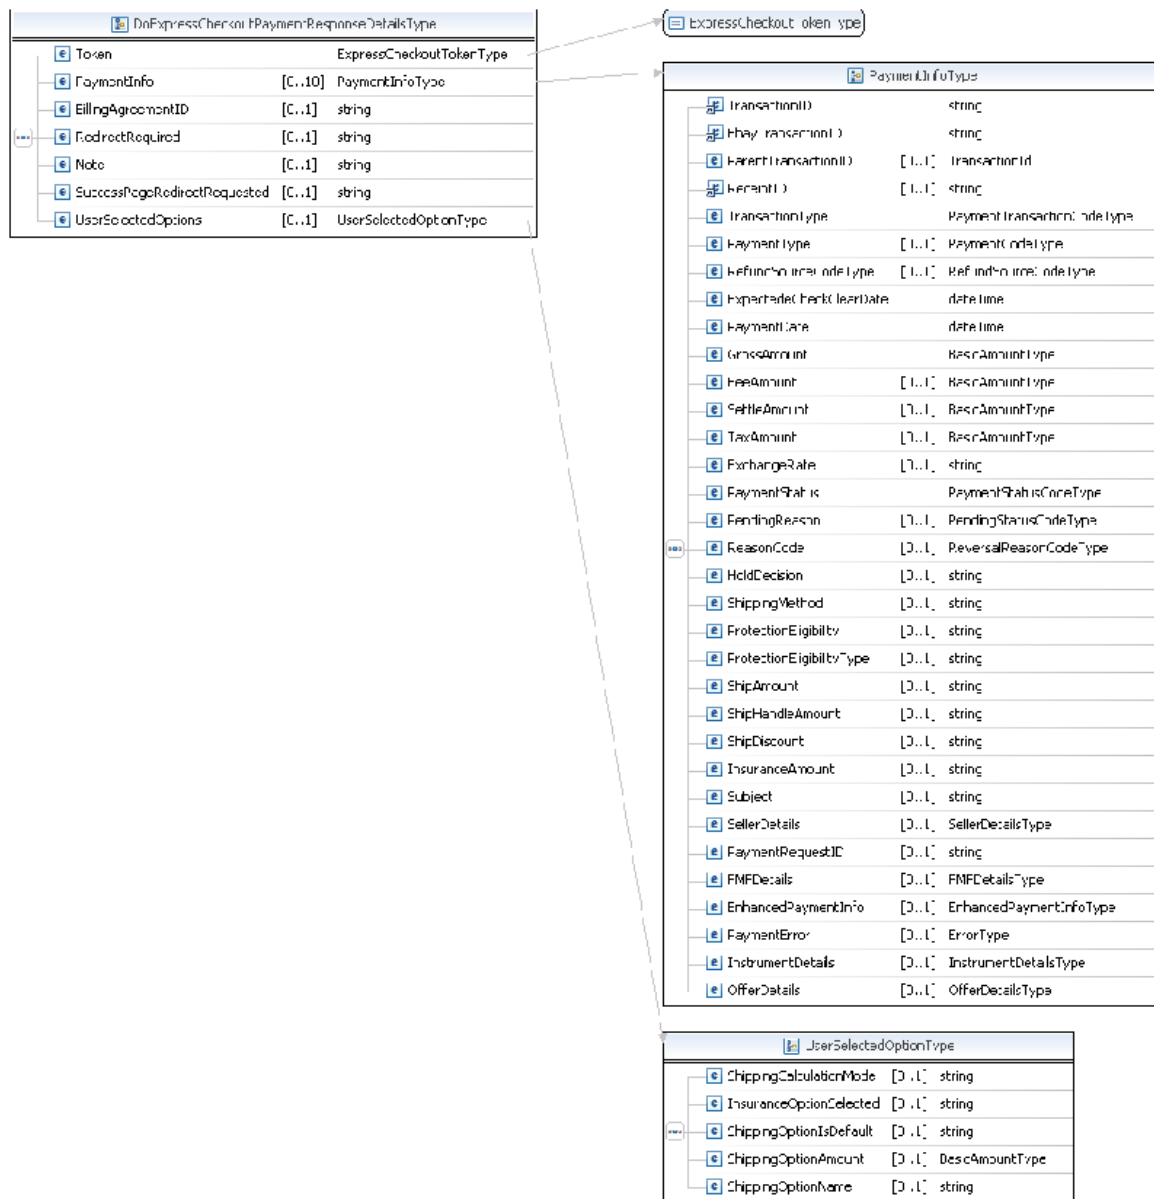 DoExpressCheckoutPaymentResponseDetailsType
Token ExpressCheckoutTokenType
PaymentInfo [0..10] PaymentInfoType
BillingAgreementID [0..1] string
RedirectRequired [0..1] string
Note [0..1] string
SuccessPageRedirectRequested [0..1] string
UserSelectedOptions [0..1] UserSelectedOptionType
ExpressCheckoutTokenType
PaymentInfoType
TransactionID string
EbayTransactionID string
ParentTransactionID [0..1] TransactionId
ReceiptID [0..1] string
TransactionType PaymentTransactionCodeType
PaymentType [0..1] PaymentCodeType
RefundSourceCodeType [0..1] RefundSourceCodeType
ExpectedeCheckClearDate dateTime
PaymentDate dateTime
GrossAmount BasicAmountType
FeeAmount [0..1] BasicAmountType
SettleAmount [0..1] BasicAmountType
TaxAmount [0..1] BasicAmountType
ExchangeRate [0..1] string
PaymentStatus PaymentStatusCodeType
PendingReason [0..1] PendingStatusCodeType
ReasonCode [0..1] ReversalReasonCodeType
HoldDecision [0..1] string
ShippingMethod [0..1] string
ProtectionEligibility [0..1] string
ProtectionEligibilityType [0..1] string
ShipAmount [0..1] string
ShipHandleAmount [0..1] string
ShipDiscount [0..1] string
InsuranceAmount [0..1] string
Subject [0..1] string
SellerDetails [0..1] SellerDetailsType
PaymentRequestID [0..1] string
FMFDetails [0..1] FMFDetailsType
EnhancedPaymentInfo [0..1] EnhancedPaymentInfoType
PaymentError [0..1] ErrorType
InstrumentDetails [0..1] InstrumentDetailsType
OfferDetails [0..1] OfferDetailsType
UserSelectedOptionType
ShippingCalculationMode [0..1] string
InsuranceOptionSelected [0..1] string
ShippingOptionIsDefault [0..1] string
ShippingOptionAmount [0..1] BasicAmountType
ShippingOptionName [0..1] string